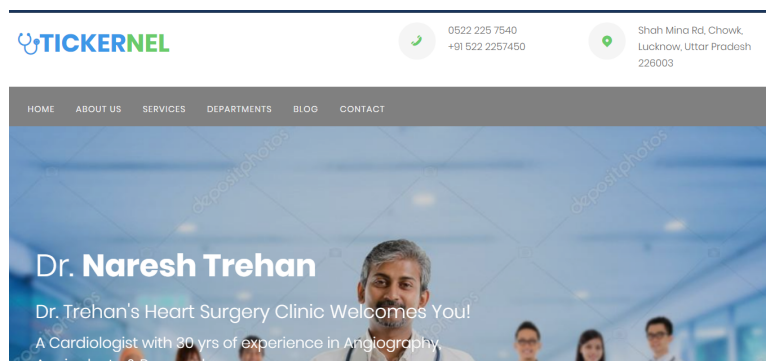 TICKERNEL
0522 225 7540
+91 522 2257450
Shah Mina Rd, Chowk,
Lucknow, Uttar Pradesh
226003
HOME ABOUT US SERVICES DEPARTMENTS BLOG CONTACT
depositphotos
depositphotos
Dr. Naresh Trehan
Dr. Trehan's Heart Surgery Clinic Welcomes You!
A Cardiologist with 30 yrs of experience in Angiography,